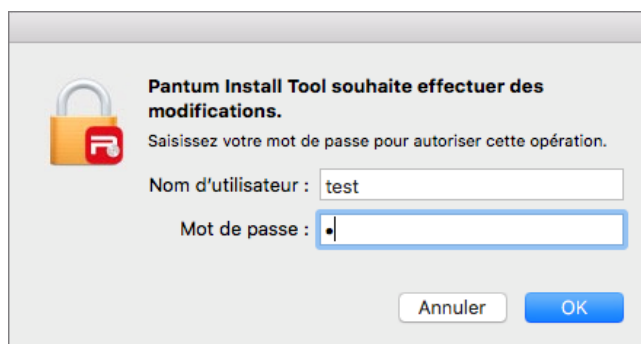 Pantum Install Tool souhaite effectuer des
modifications.
Saisissez votre mot de passe pour autoriser cette opération.
Nom d'utilisateur : test
Mot de passe : •
Annuler OK